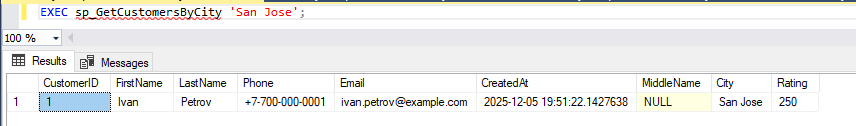 EXEC sp_GetCustomersByCity 'San Jose';
100 %
Results Messages
CustomerID FirstName LastName Phone Email CreatedAt MiddleName City Rating
1 1 Ivan Petrov +7-700-000-0001 ivan.petrov@example.com 2025-12-05 19:51:22.1427638 NULL San Jose 250